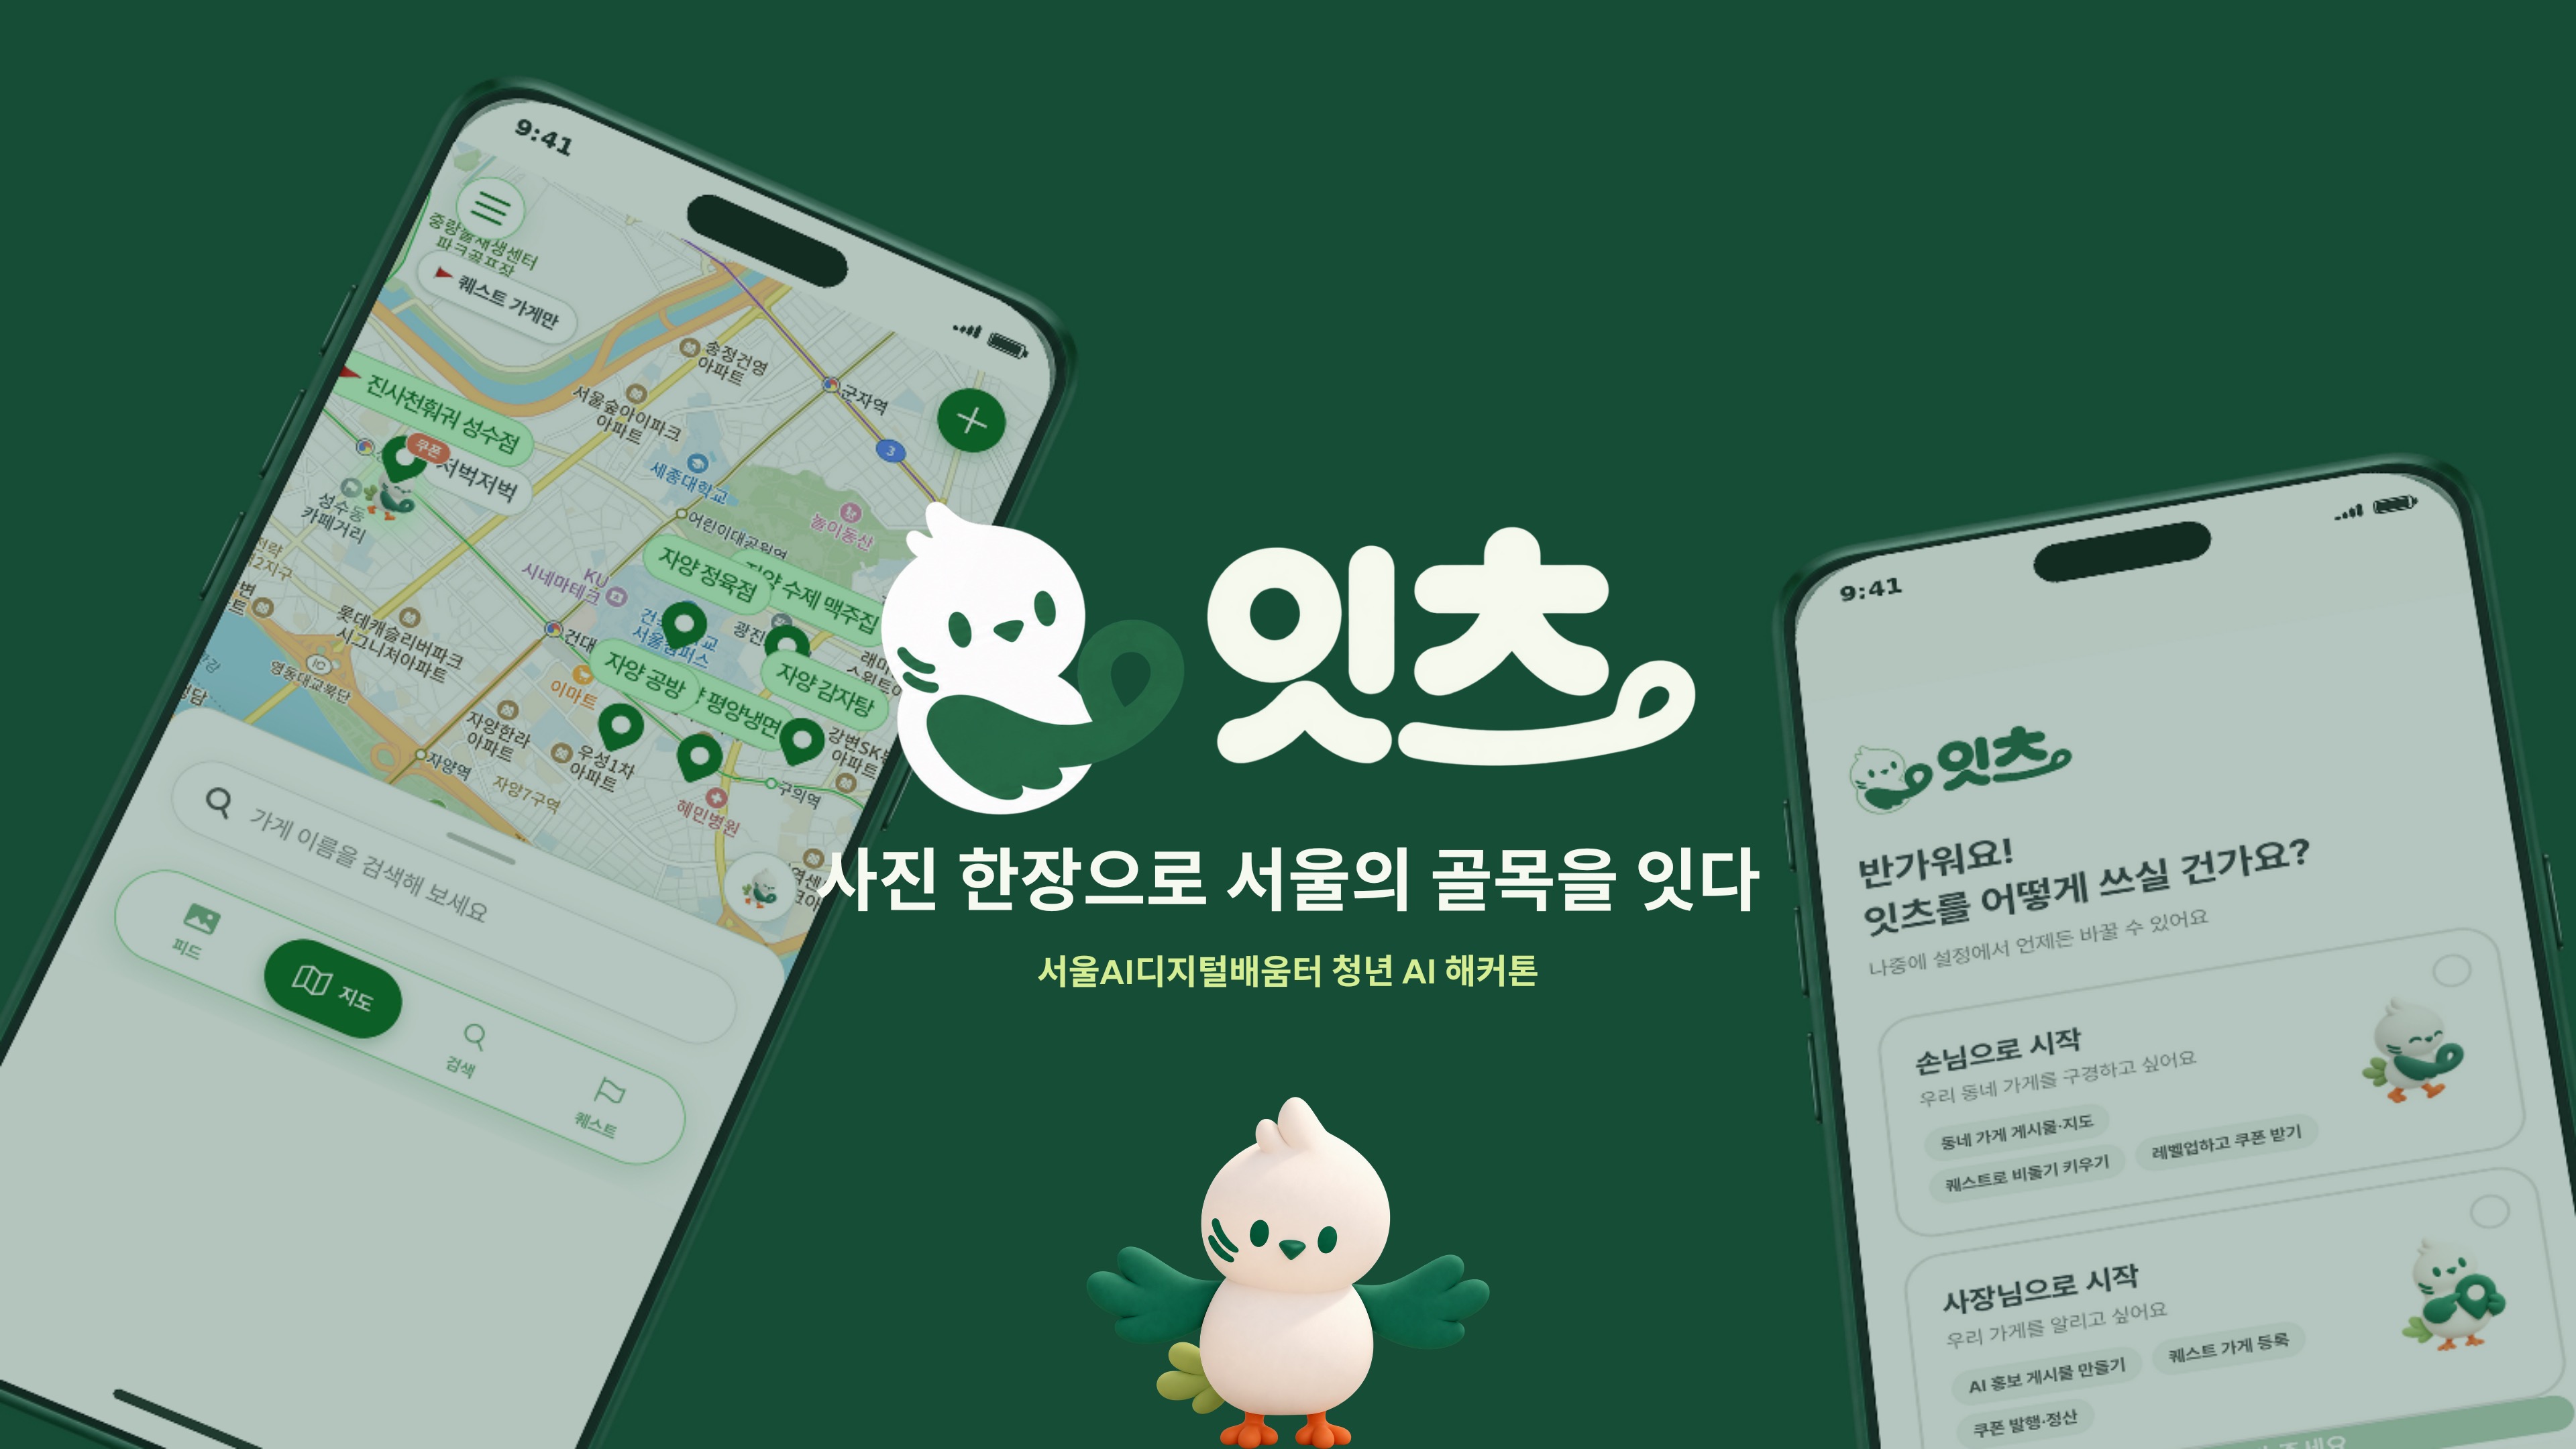 9:41
중랑물재생센터
파크골프장
퀘스트 가게만
송정건영
아파트
서울숲아이파크
아파트
군자역
3
진사천훠궈 성수점
쿠폰
저벅저벅
성수동
카페거리
세종대학교
놀이동산
어린이대공원역
자양 정육점
자양 수제 맥주집
KU
시네마테크
롯데캐슬리버파크
시그니처아파트
건대
서울캠퍼스
광진
IC
영동대교북단
이마트
자양 공방
평양냉면
자양 감자탕
자양한라
아파트
우성1차
아파트
강변SK
아파트
자양역
자양7구역
구의역
혜민병원
가게 이름을 검색해 보세요
피드
지도
검색
퀘스트
잇츠
사진 한장으로 서울의 골목을 잇다
서울AI디지털배움터 청년 AI 해커톤
9:41
잇츠
반가워요!
잇츠를 어떻게 쓰실 건가요?
나중에 설정에서 언제든 바꿀 수 있어요
손님으로 시작
우리 동네 가게를 구경하고 싶어요
동네 가게 게시물·지도
퀘스트로 비둘기 키우기
레벨업하고 쿠폰 받기
사장님으로 시작
우리 가게를 알리고 싶어요
AI 홍보 게시물 만들기
퀘스트 가게 등록
쿠폰 발행·정산